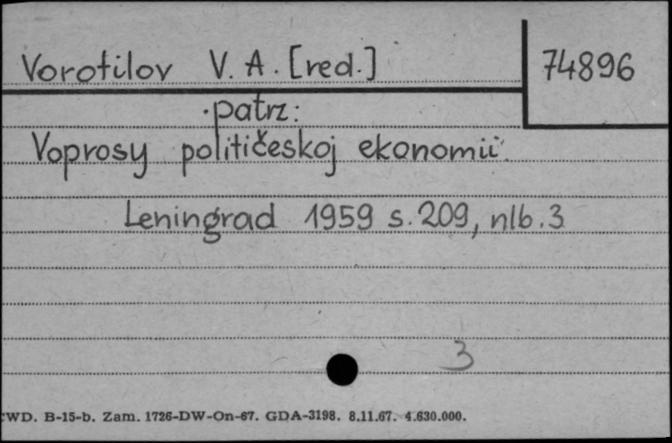 Vorotilov V. A. [red.] 74896
patrz:
Voprosy političeskoj ekonomii.
Leningrad 1959 s. 209, nlb. 3
3
WD. B-15-b. Zam. 1726-DW-On-67. GDA-3198. 8.11.67. 4.630.000.